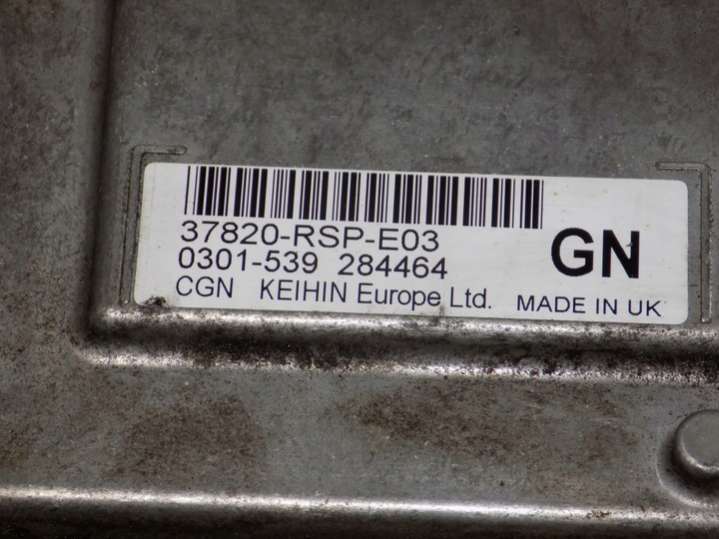 37820-RSP-E03
0301-539 284464
GN
CGN KEIHIN Europe Ltd. MADE IN UK